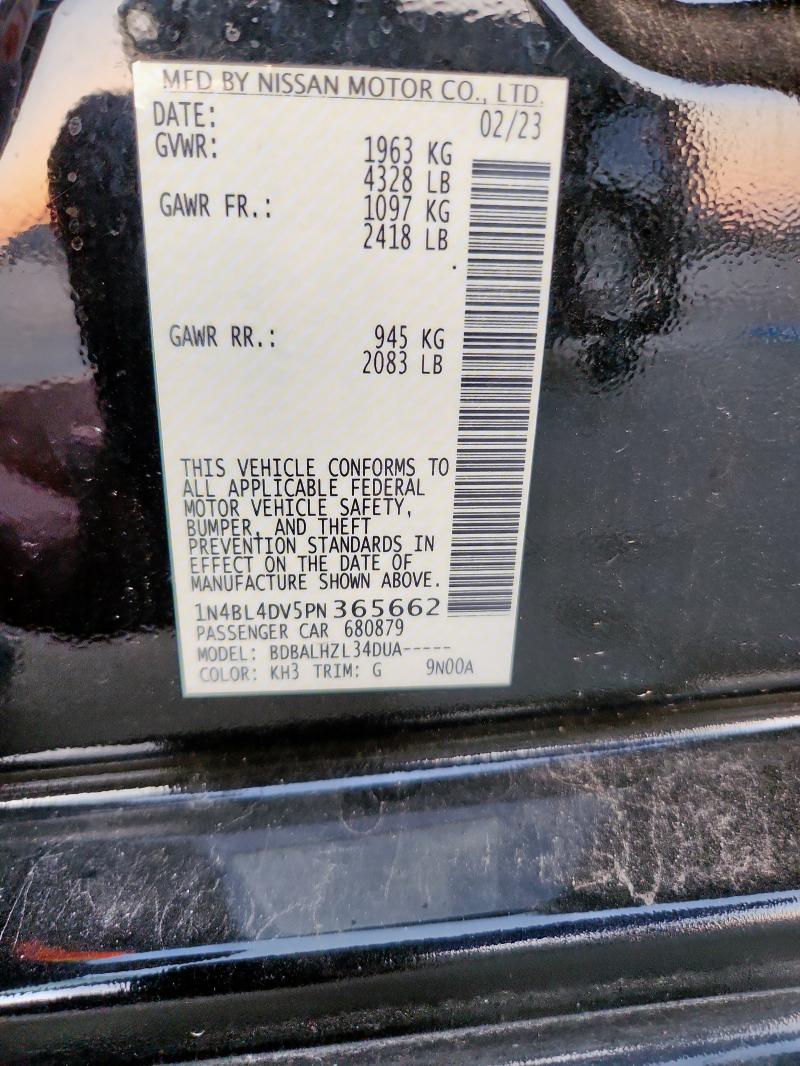 MFD BY NISSAN MOTOR CO., LTD.
DATE: 02/23
GVWR: 1963 KG
4328 LB
GAWR FR.: 1097 KG
2418 LB
GAWR RR.: 945 KG
2083 LB
THIS VEHICLE CONFORMS TO
ALL APPLICABLE FEDERAL
MOTOR VEHICLE SAFETY,
BUMPER, AND THEFT
PREVENTION STANDARDS IN
EFFECT ON THE DATE OF
MANUFACTURE SHOWN ABOVE.
1N4BL4DV5PN365662
PASSENGER CAR 680879
MODEL: BDBALHZL34DUA-----
COLOR: KH3 TRIM: G 9N00A